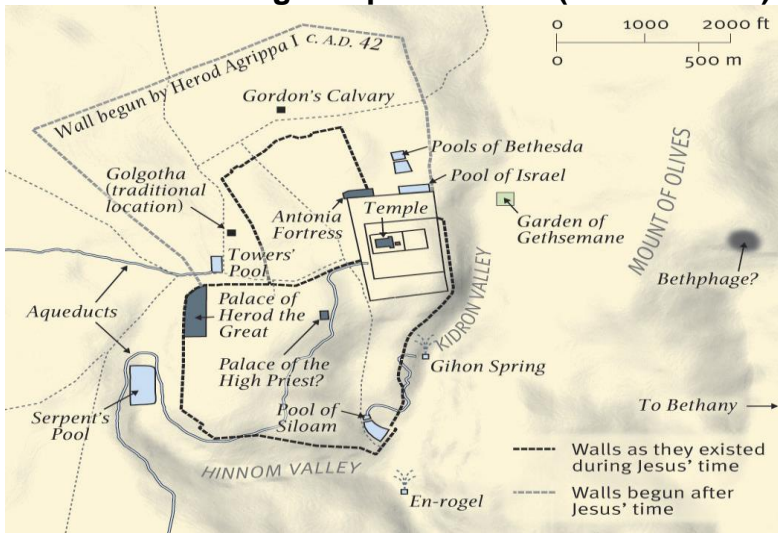 0 1000 2000 ft
0 500 m
Wall begun by Herod Agrippa I c. A.D. 42
Gordon's Calvary
Pools of Bethesda
Pool of Israel
Golgotha
(traditional
location)
Antonia
Fortress
Temple
Garden of
Gethsemane
MOUNT OF OLIVES
Bethphage?
Towers'
Pool
Aqueducts
Palace of
Herod the
Great
Palace of the
High Priest?
KIDRON VALLEY
Gihon Spring
Serpent's
Pool
Pool of
Siloam
To Bethany
HINNOM VALLEY
En-rogel
Walls as they existed
during Jesus' time
Walls begun after
Jesus' time